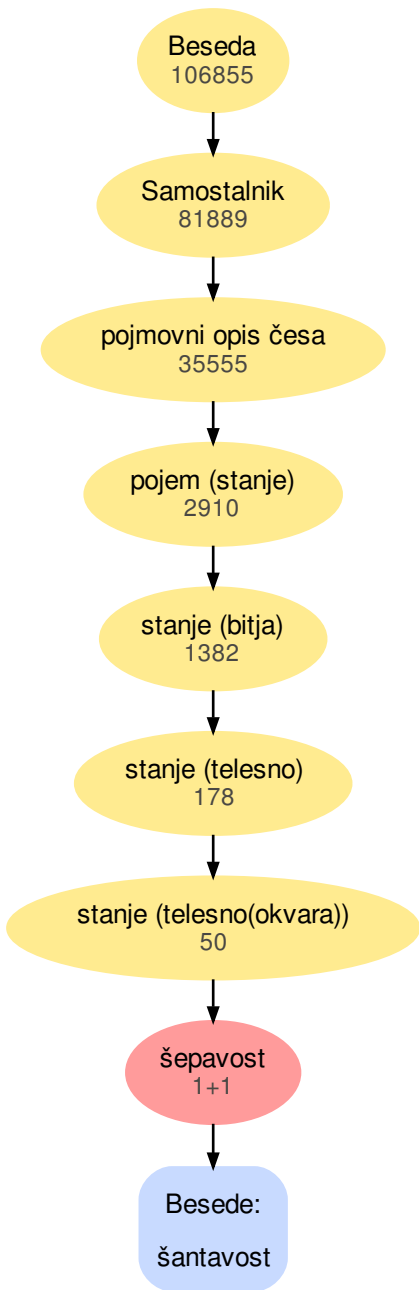 Beseda
106855
Samostalnik
81889
pojmovni opis česa
35555
pojem (stanje)
2910
stanje (bitja)
1382
stanje (telesno)
178
stanje (telesno(okvara))
50
šepavost
1+1
Besede:
šantavost